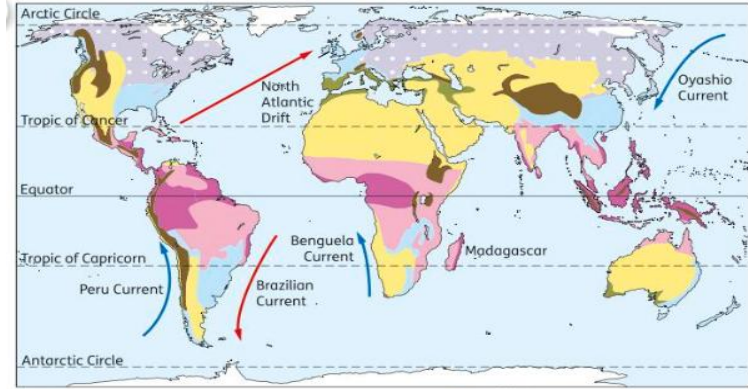 Arctic Circle
North
Atlantic
Drift
Oyashio
Current
Tropic of Cancer
Equator
Benguela
Current
Madagascar
Tropic of Capricorn
Peru Current
Brazilian
Current
Antarctic Circle